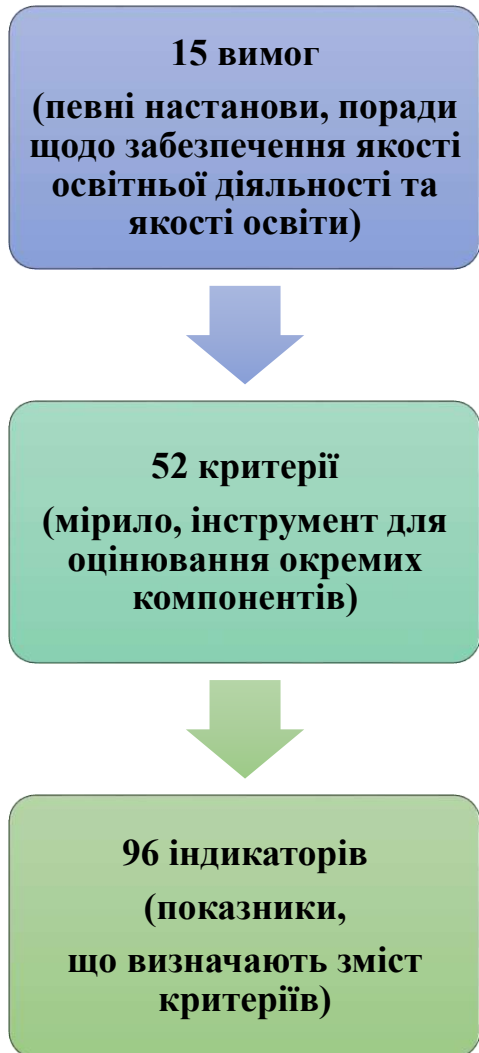 15 вимог
(певні настанови, поради
щодо забезпечення якості
освітньої діяльності та
якості освіти)
52 критерії
(мірило, інструмент для
оцінювання окремих
компонентів)
96 індикаторів
(показники,
що визначають зміст
критеріїв)